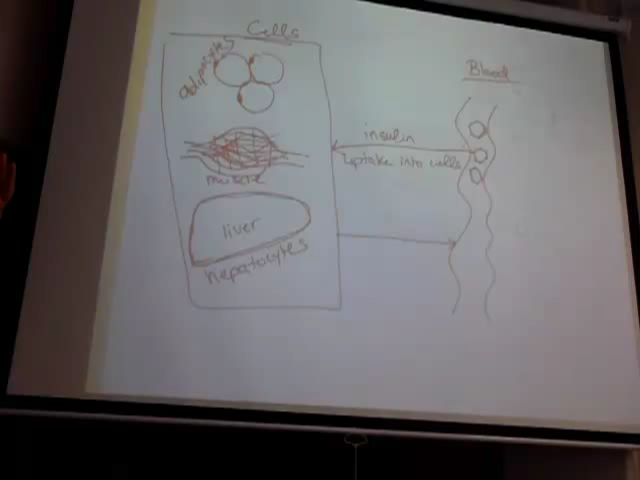 Cells
Blood
adipocytes
insulin
uptake into cells
muscle
liver
hepatocytes